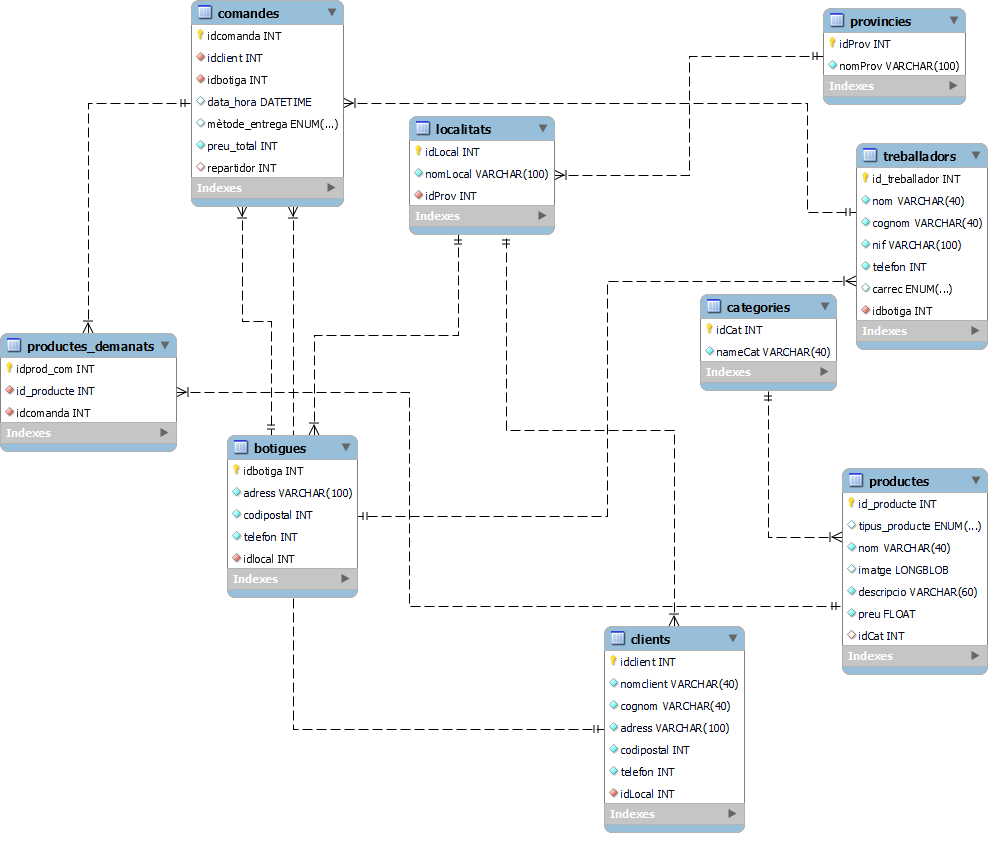 comandes
idcomanda INT
idclient INT
idbotiga INT
data_hora DATETIME
mètode_entrega ENUM(...)
preu_total INT
repartidor INT
Indexes
provincies
idProv INT
nomProv VARCHAR(100)
Indexes
localitats
idLocal INT
nomLocal VARCHAR(100)
idProv INT
Indexes
treballadors
id_treballador INT
nom VARCHAR(40)
cognom VARCHAR(40)
nif VARCHAR(100)
telefon INT
carrec ENUM(...)
idbotiga INT
Indexes
categories
idCat INT
nameCat VARCHAR(40)
Indexes
productes_demanats
idprod_com INT
id_producte INT
idcomanda INT
Indexes
botigues
idbotiga INT
adress VARCHAR(100)
codipostal INT
telefon INT
idlocal INT
Indexes
productes
id_producte INT
tipus_producte ENUM(...)
nom VARCHAR(40)
imatge LONGBLOB
descripcio VARCHAR(60)
preu FLOAT
idCat INT
Indexes
clients
idclient INT
nomclient VARCHAR(40)
cognom VARCHAR(40)
adress VARCHAR(100)
codipostal INT
telefon INT
idLocal INT
Indexes